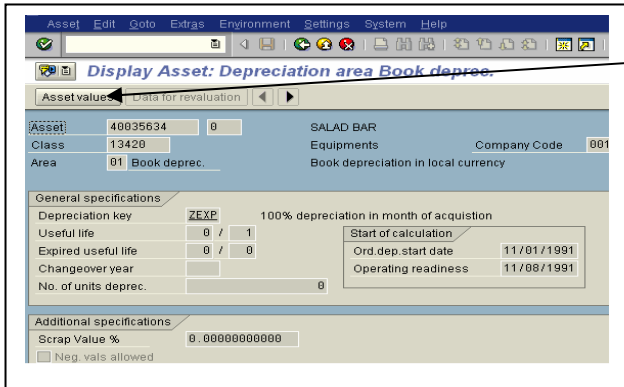 Asset Edit Goto Extras Environment Settings System Help
Display Asset: Depreciation area Book deprec.
Asset values Data for revaluation
Asset 40035634 0 SALAD BAR
Class 13420 Equipments Company Code 001
Area 01 Book deprec. Book depreciation in local currency
General specifications
Depreciation key ZEXP 100% depreciation in month of acquistion
Useful life 0 / 1 Start of calculation
Expired useful life 0 / 0 Ord.dep.start date 11/01/1991
Changeover year Operating readiness 11/08/1991
No. of units deprec. 0
Additional specifications
Scrap Value % 0.00000000000
Neg. vals allowed